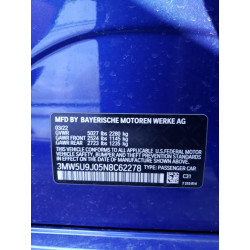 MFD BY BAYERISCHE MOTOREN WERKE AG
03/22
GVWR 5027 LBS 2280 kg
GAWR FRONT 2524 LBS 1145 kg
GAWR REAR 2723 LBS 1235 kg
THIS VEHICLE CONFORMS TO ALL APPLICABLE U.S. FEDERAL MOTOR
VEHICLE SAFETY, BUMPER, AND THEFT PREVENTION STANDARDS
IN EFFECT ON THE DATE OF MANUFACTURE SHOWN ABOVE.
3MW5U9J05N8C62278 TYPE: PASSENGER CAR
C31